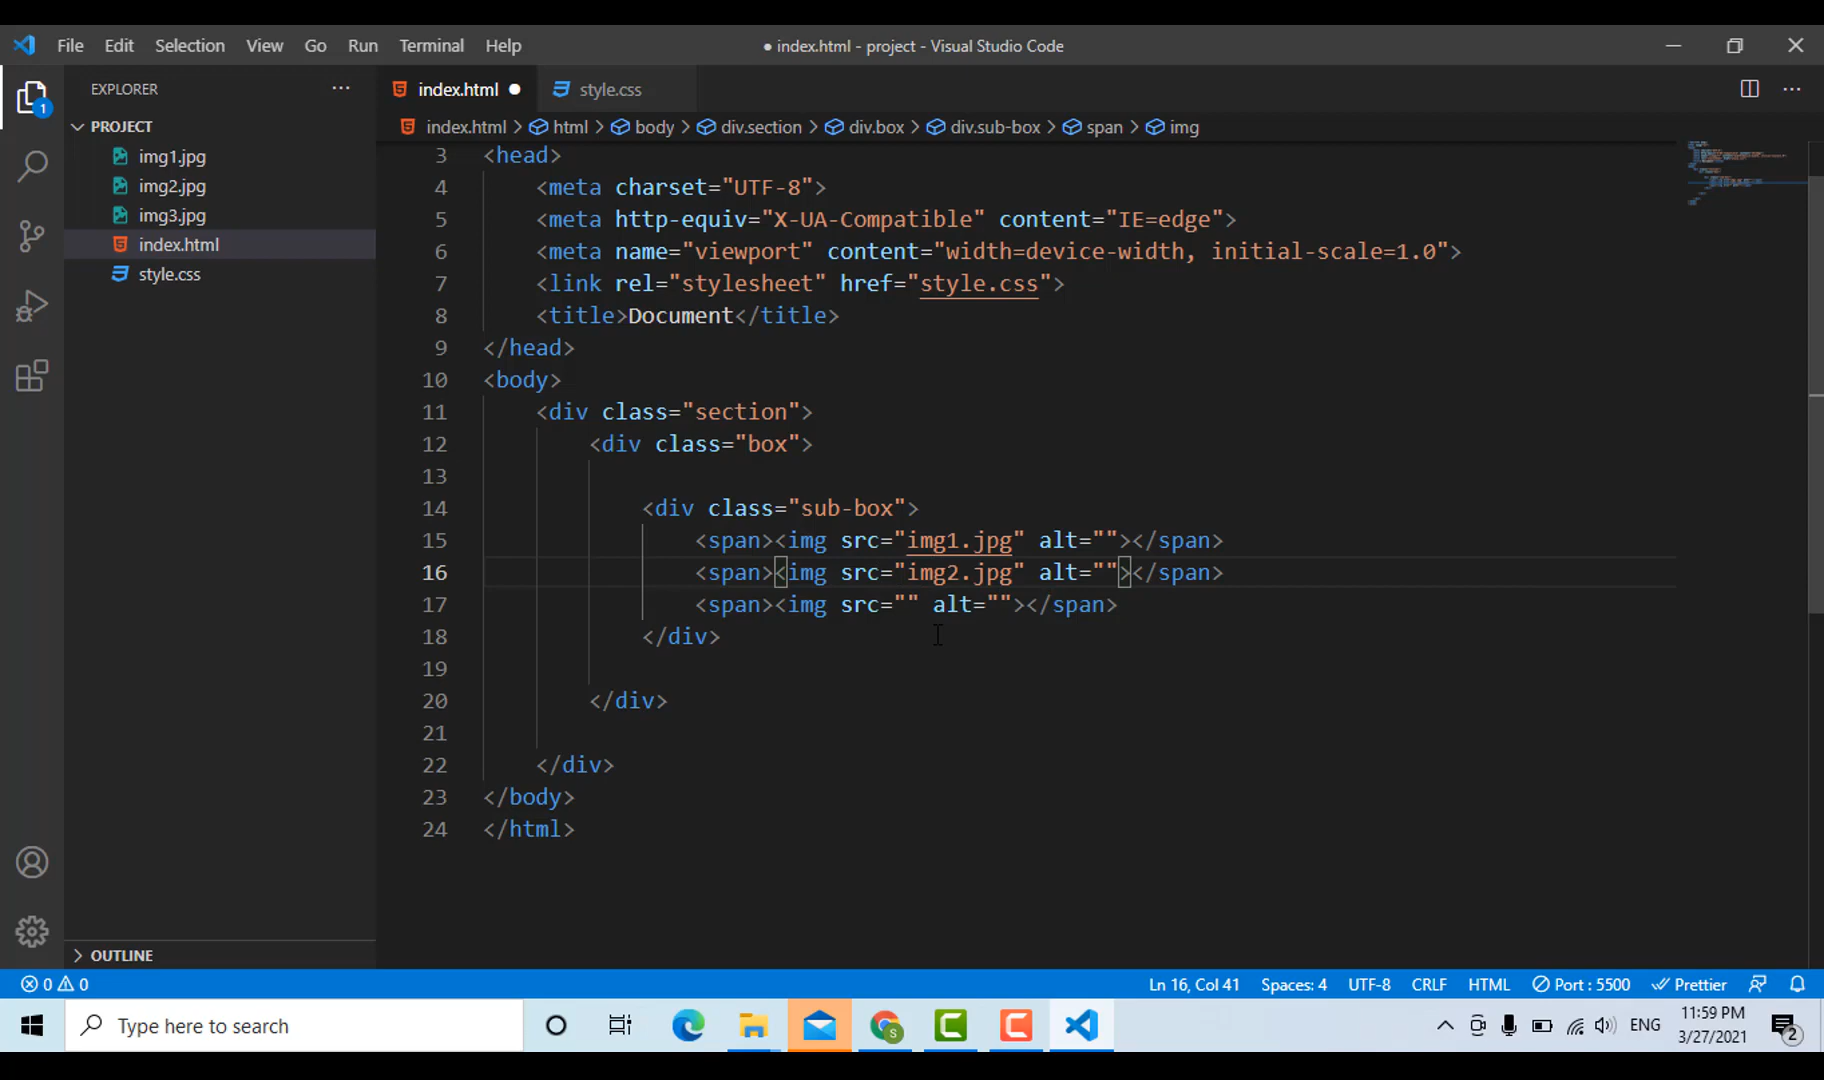 File Edit Selection View Go Run Terminal Help
● index.html - project - Visual Studio Code
EXPLORER ···
index.html ●
style.css
1
PROJECT
index.html > html > body > div.section > div.box > div.sub-box > span > img
img1.jpg
img2.jpg
img3.jpg
index.html
style.css
3 <head>
4 <meta charset="UTF-8">
5 <meta http-equiv="X-UA-Compatible" content="IE=edge">
6 <meta name="viewport" content="width=device-width, initial-scale=1.0">
7 <link rel="stylesheet" href="style.css">
8 <title>Document</title>
9 </head>
10 <body>
11 <div class="section">
12 <div class="box">
13
14 <div class="sub-box">
15 <span><img src="img1.jpg" alt=""></span>
16 <span><img src="img2.jpg" alt=""></span>
17 <span><img src="" alt=""></span>
18 </div>
19
20 </div>
21
22 </div>
23 </body>
24 </html>
OUTLINE
0 0
Ln 16, Col 41 Spaces: 4 UTF-8 CRLF HTML Port : 5500 Prettier
Type here to search
S
ENG
11:59 PM
3/27/2021
2